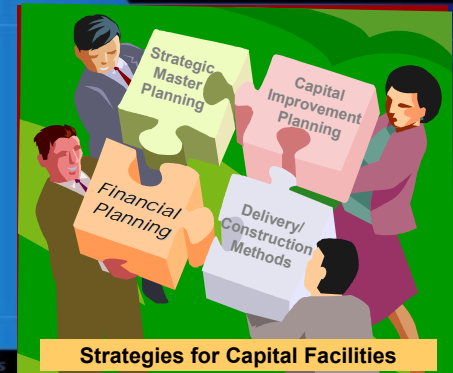 Strategic
Master
Planning
Capital
Improvement
Planning
Financial
Planning
Delivery/
Construction
Methods
Strategies for Capital Facilities